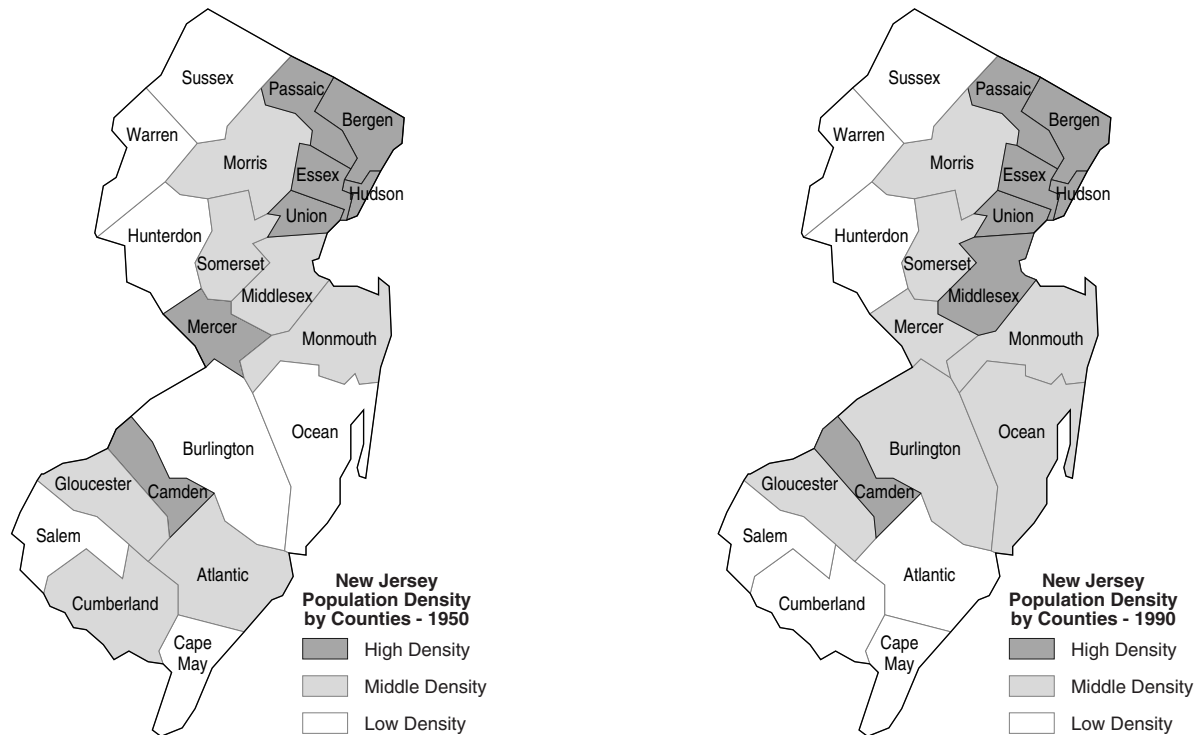 Sussex
Passaic
Bergen
Warren
Morris
Essex
Hudson
Union
Hunterdon
Somerset
Middlesex
Mercer
Monmouth
Ocean
Burlington
Gloucester
Camden
Salem
Atlantic
Cumberland
Cape
May
New Jersey
Population Density
by Counties - 1950
High Density
Middle Density
Low Density
Sussex
Passaic
Bergen
Warren
Morris
Essex
Hudson
Union
Hunterdon
Somerset
Middlesex
Mercer
Monmouth
Ocean
Burlington
Gloucester
Camden
Salem
Atlantic
Cumberland
Cape
May
New Jersey
Population Density
by Counties - 1990
High Density
Middle Density
Low Density